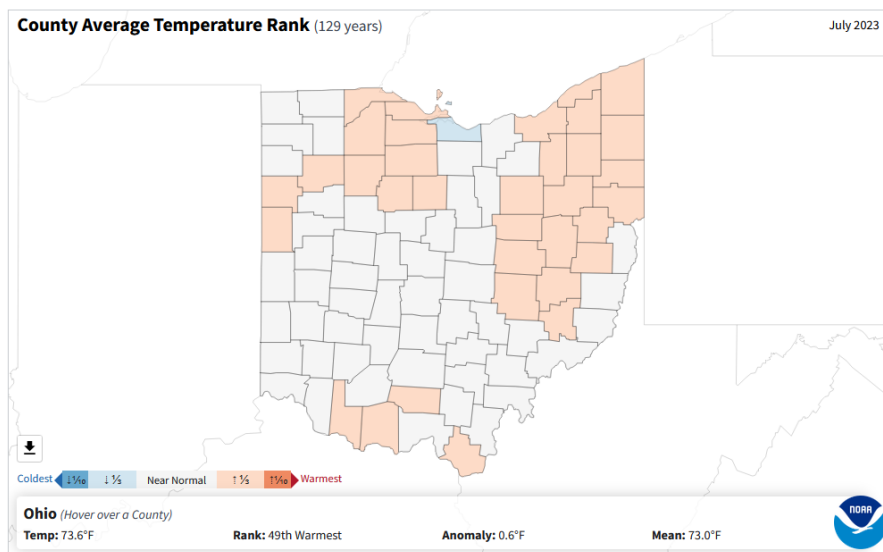 County Average Temperature Rank (129 years)
July 2023
Coldest ↓⅒ ↓⅓ Near Normal ↑⅓ ↑⅒ Warmest
Ohio (Hover over a County)
Temp: 73.6°F Rank: 49th Warmest Anomaly: 0.6°F Mean: 73.0°F
NOAA